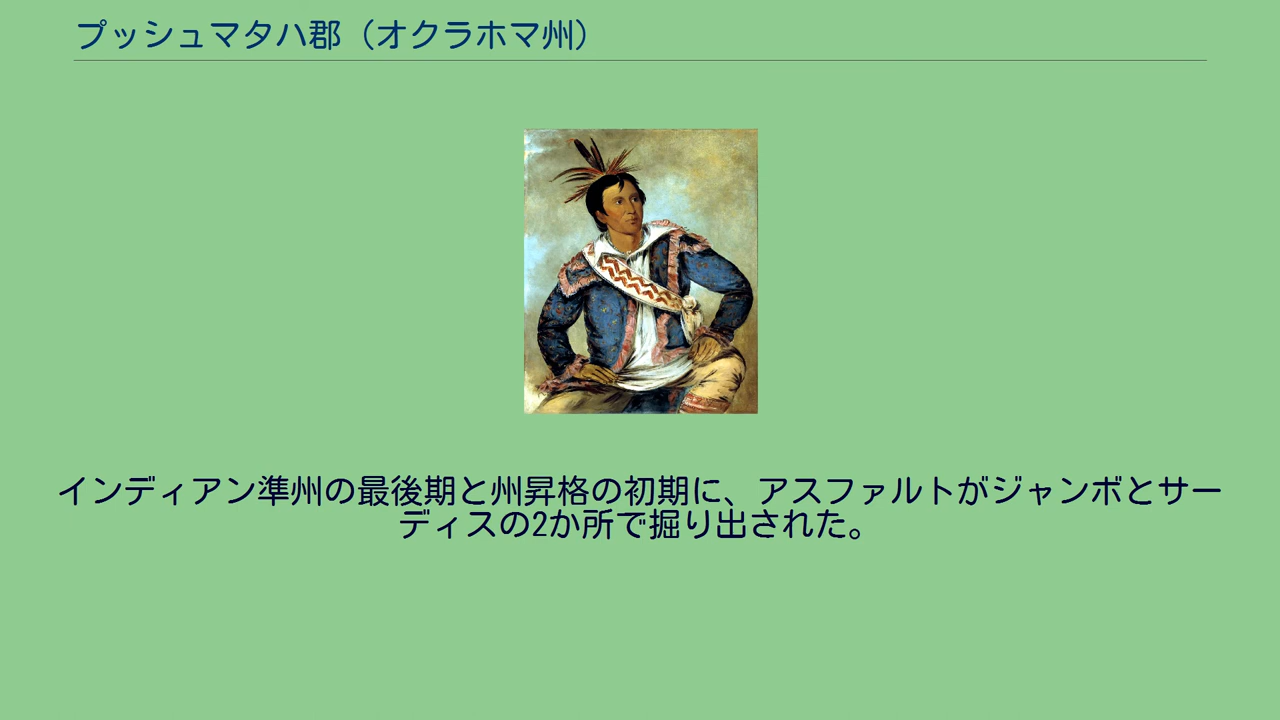 プッシュマタハ郡（オクラホマ州）
インディアン準州の最後期と州昇格の初期に、アスファルトがジャンボとサー
ディスの2か所で掘り出された。